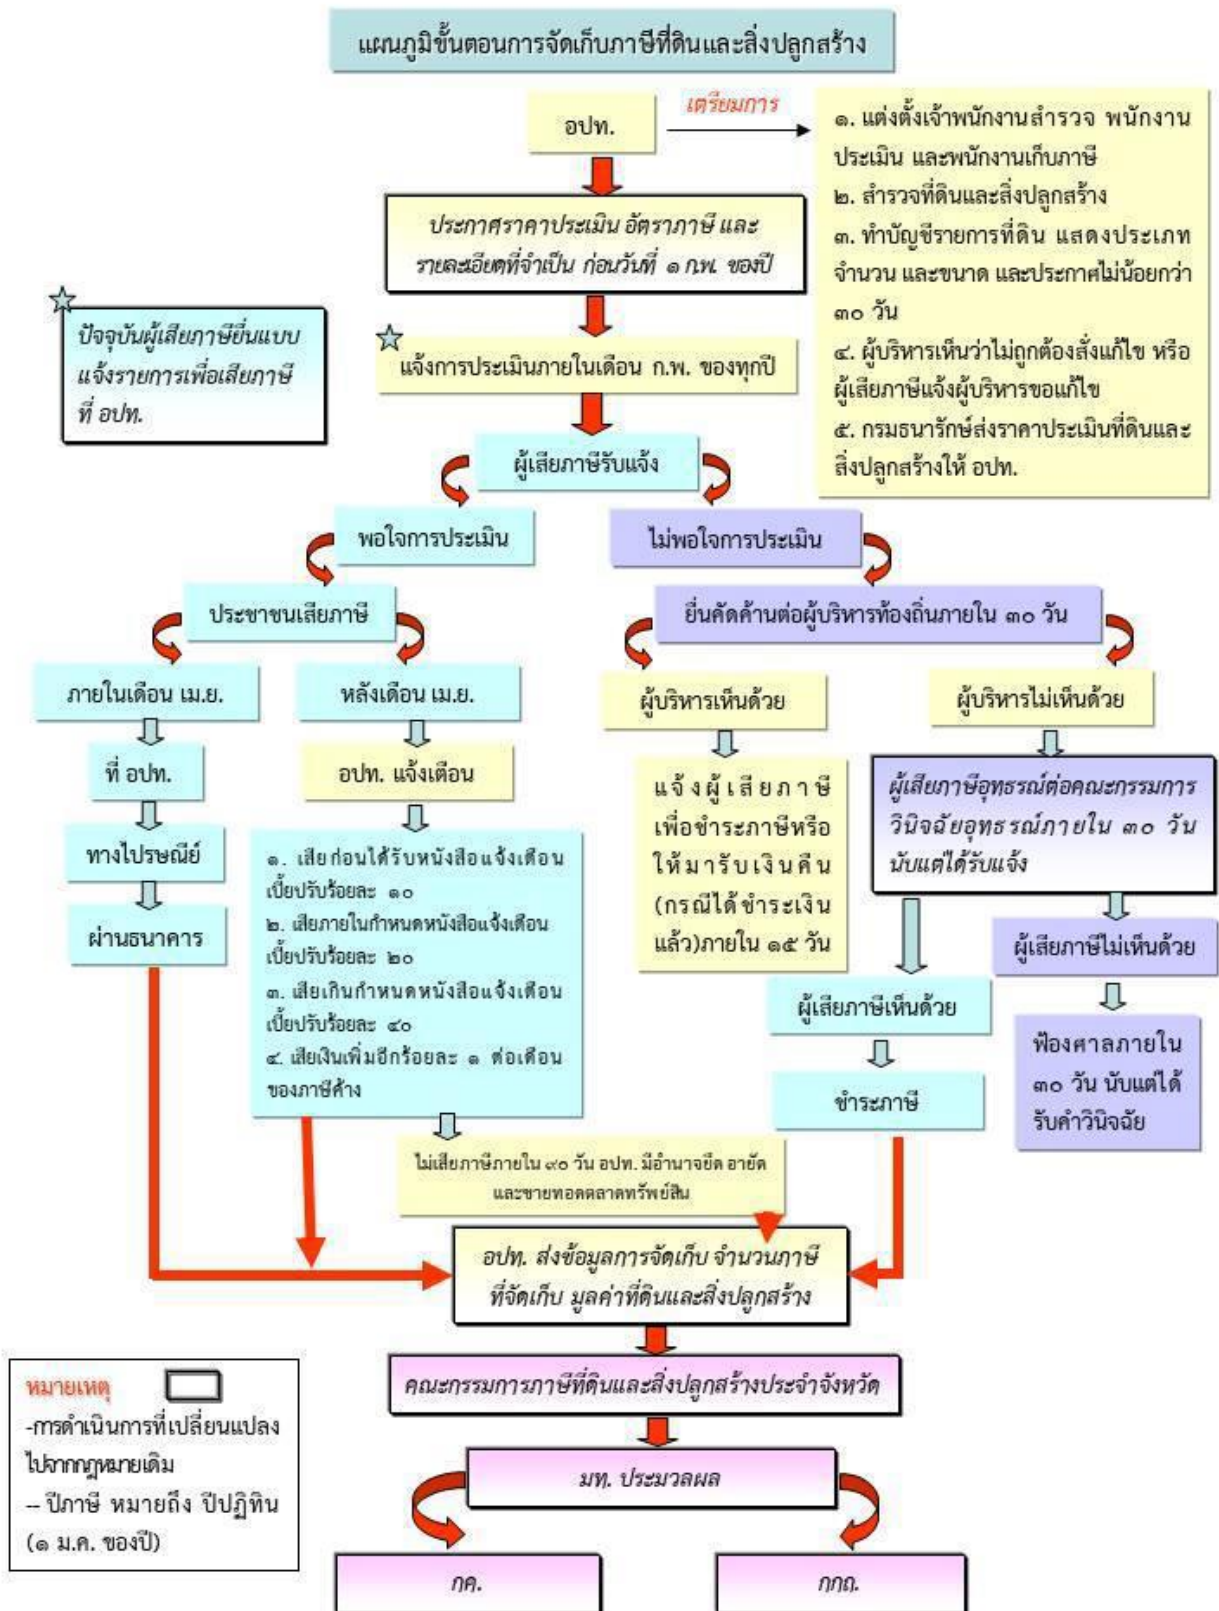 แผนภูมิขั้นตอนการจัดเก็บภาษีที่ดินและสิ่งปลูกสร้าง
อปท.
เตรียมการ
๑. แต่งตั้งเจ้าพนักงานสำรวจ พนักงาน
ประเมิน และพนักงานเก็บภาษี
๒. สำรวจที่ดินและสิ่งปลูกสร้าง
๓. ทำบัญชีรายการที่ดิน แสดงประเภท
จำนวน และขนาด และประกาศไม่น้อยกว่า
๓๐ วัน
๔. ผู้บริหารเห็นว่าไม่ถูกต้องสั่งแก้ไข หรือ
ผู้เสียภาษีแจ้งผู้บริหารขอแก้ไข
๕. กรมธนารักษ์ส่งราคาประเมินที่ดินและ
สิ่งปลูกสร้างให้ อปท.
ประกาศราคาประเมิน อัตราภาษี และ
รายละเอียดที่จำเป็น ก่อนวันที่ ๑ ก.พ. ของปี
ปัจจุบันผู้เสียภาษียื่นแบบ
แจ้งรายการเพื่อเสียภาษี
ที่ อปท.
แจ้งการประเมินภายในเดือน ก.พ. ของทุกปี
ผู้เสียภาษีรับแจ้ง
พอใจการประเมิน
ไม่พอใจการประเมิน
ประชาชนเสียภาษี
ยื่นคัดค้านต่อผู้บริหารท้องถิ่นภายใน ๓๐ วัน
ภายในเดือน เม.ย.
หลังเดือน เม.ย.
ผู้บริหารเห็นด้วย
ผู้บริหารไม่เห็นด้วย
ที่ อปท.
อปท. แจ้งเตือน
แจ้งผู้เสียภาษี
เพื่อชำระภาษีหรือ
ให้มารับเงินคืน
(กรณีได้ชำระเงิน
แล้ว)ภายใน ๑๕ วัน
ผู้เสียภาษีอุทธรณ์ต่อคณะกรรมการ
วินิจฉัยอุทธรณ์ภายใน ๓๐ วัน
นับแต่ได้รับแจ้ง
ทางไปรษณีย์
ผ่านธนาคาร
๑. เสียก่อนได้รับหนังสือแจ้งเตือน
เบี้ยปรับร้อยละ ๑๐
๒. เสียภายในกำหนดหนังสือแจ้งเตือน
เบี้ยปรับร้อยละ ๒๐
๓. เสียเกินกำหนดหนังสือแจ้งเตือน
เบี้ยปรับร้อยละ ๔๐
๔. เสียเงินเพิ่มอีกร้อยละ ๑ ต่อเดือน
ของภาษีค้าง
ผู้เสียภาษีไม่เห็นด้วย
ผู้เสียภาษีเห็นด้วย
ชำระภาษี
ฟ้องศาลภายใน
๓๐ วัน นับแต่ได้
รับคำวินิจฉัย
ไม่เสียภาษีภายใน ๙๐ วัน อปท. มีอำนาจยึด อายัด
และขายทอดตลาดทรัพย์สิน
อปท. ส่งข้อมูลการจัดเก็บ จำนวนภาษี
ที่จัดเก็บ มูลค่าที่ดินและสิ่งปลูกสร้าง
คณะกรรมการภาษีที่ดินและสิ่งปลูกสร้างประจำจังหวัด
มท. ประมวลผล
กค.
กกถ.
หมายเหตุ
-การดำเนินการที่เปลี่ยนแปลง
ไปจากกฎหมายเดิม
-- ปีภาษี หมายถึง ปีปฏิทิน
(๑ ม.ค. ของปี)